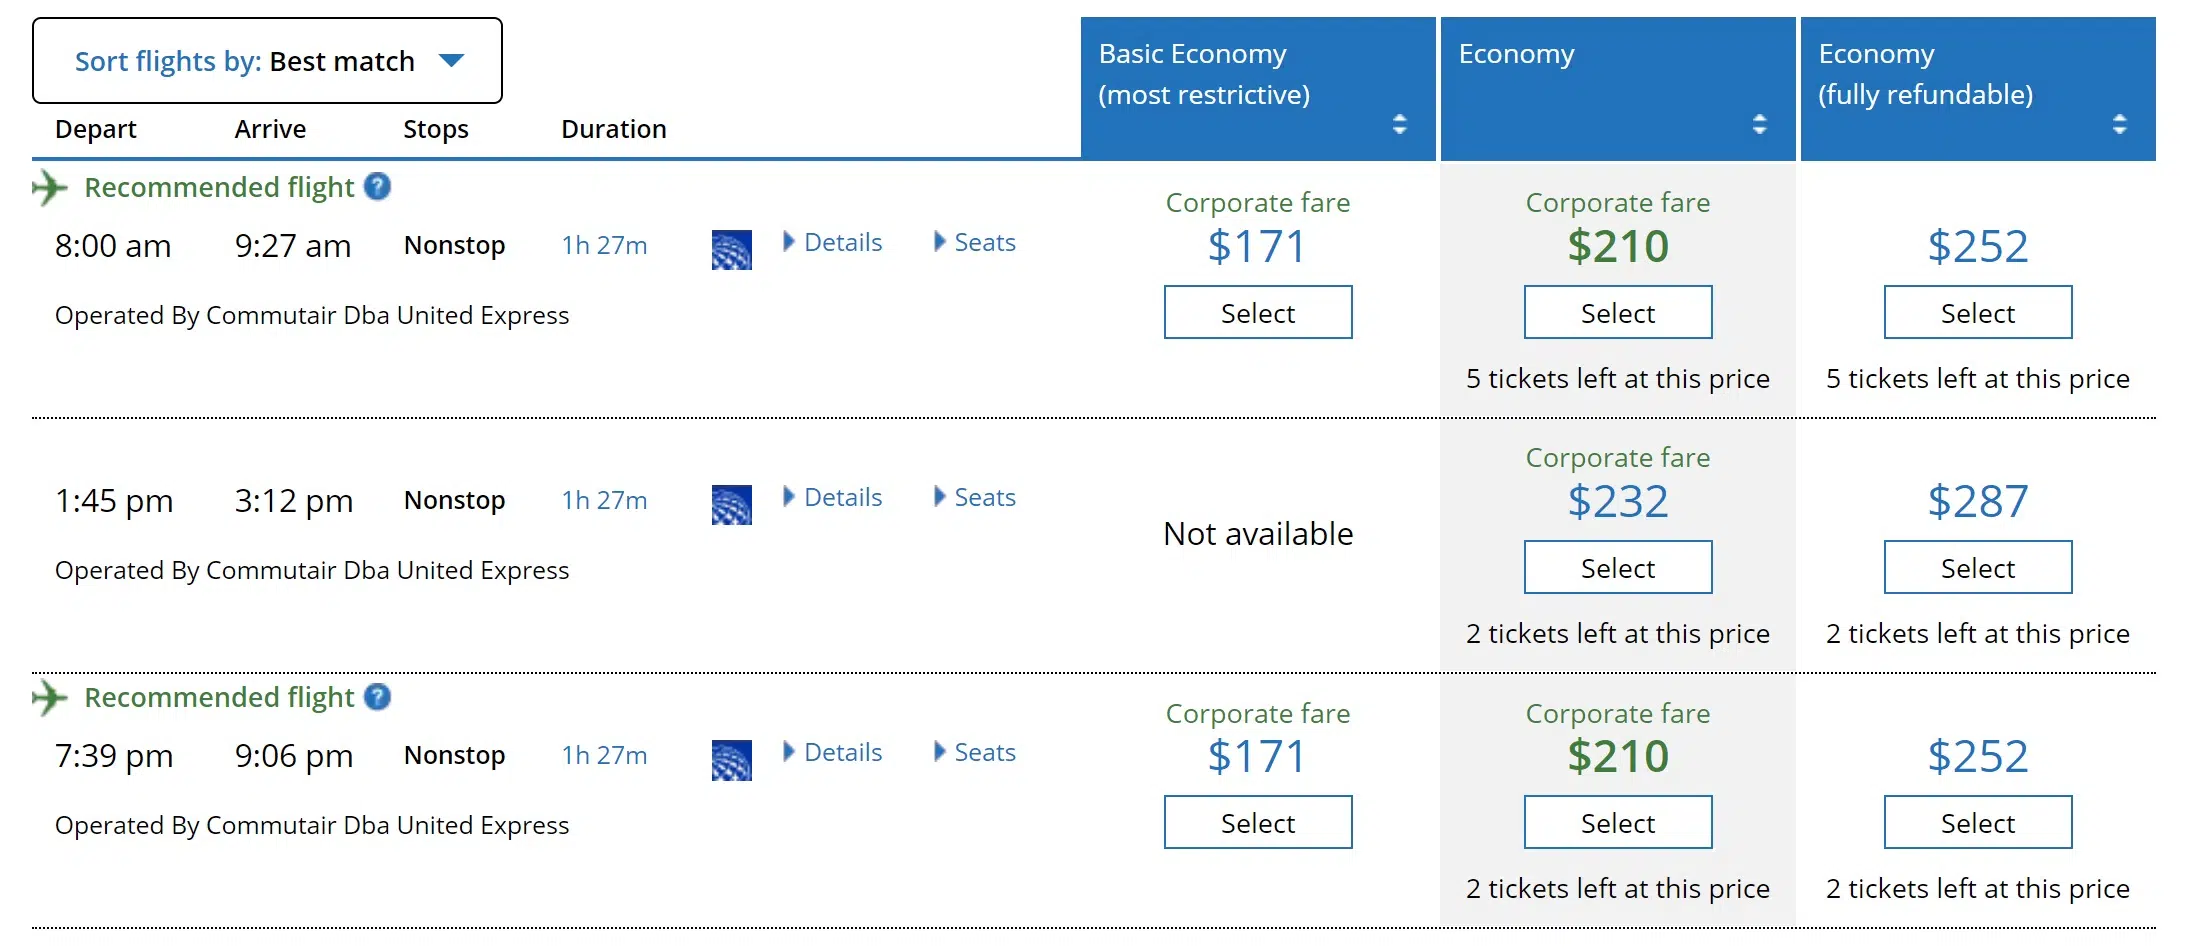 Sort flights by: Best match
Depart Arrive Stops Duration
Basic Economy
(most restrictive)
Economy
Economy
(fully refundable)
Recommended flight ?
Corporate fare Corporate fare
8:00 am 9:27 am Nonstop 1h 27m Details Seats $171 $210 $252
Operated By Commutair Dba United Express Select Select Select
5 tickets left at this price 5 tickets left at this price
Corporate fare
1:45 pm 3:12 pm Nonstop 1h 27m Details Seats $232 $287
Not available
Operated By Commutair Dba United Express Select Select
2 tickets left at this price 2 tickets left at this price
Recommended flight ?
Corporate fare Corporate fare
7:39 pm 9:06 pm Nonstop 1h 27m Details Seats $171 $210 $252
Operated By Commutair Dba United Express Select Select Select
2 tickets left at this price 2 tickets left at this price